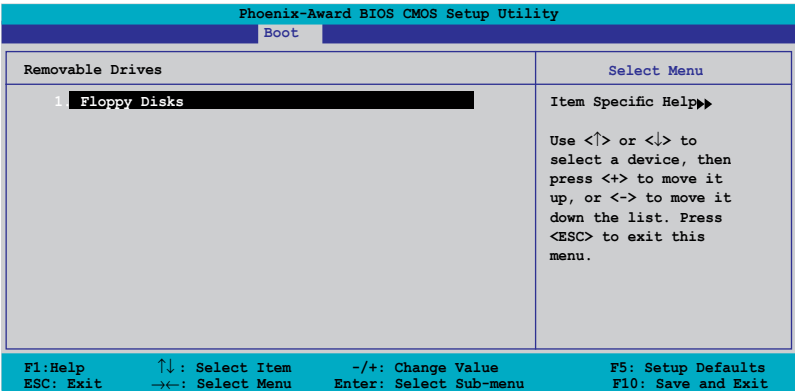 Phoenix-Award BIOS CMOS Setup Utility
Boot
Removable Drives
Select Menu
1. Floppy Disks
Item Specific Help▶▶
Use <↑> or <↓> to
select a device, then
press <+> to move it
up, or <-> to move it
down the list. Press
<ESC> to exit this
menu.
F1:Help ↑↓ : Select Item -/+: Change Value F5: Setup Defaults
ESC: Exit →←: Select Menu Enter: Select Sub-menu F10: Save and Exit